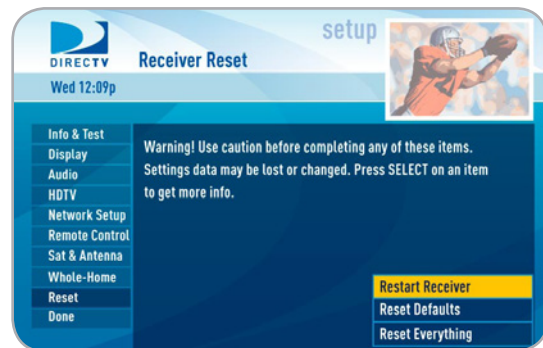 setup
DIRECTV
Receiver Reset
Wed 12:09p
Info & Test
Display
Audio
HDTV
Network Setup
Remote Control
Sat & Antenna
Whole-Home
Reset
Done
Warning! Use caution before completing any of these items.
Settings data may be lost or changed. Press SELECT on an item
to get more info.
Restart Receiver
Reset Defaults
Reset Everything